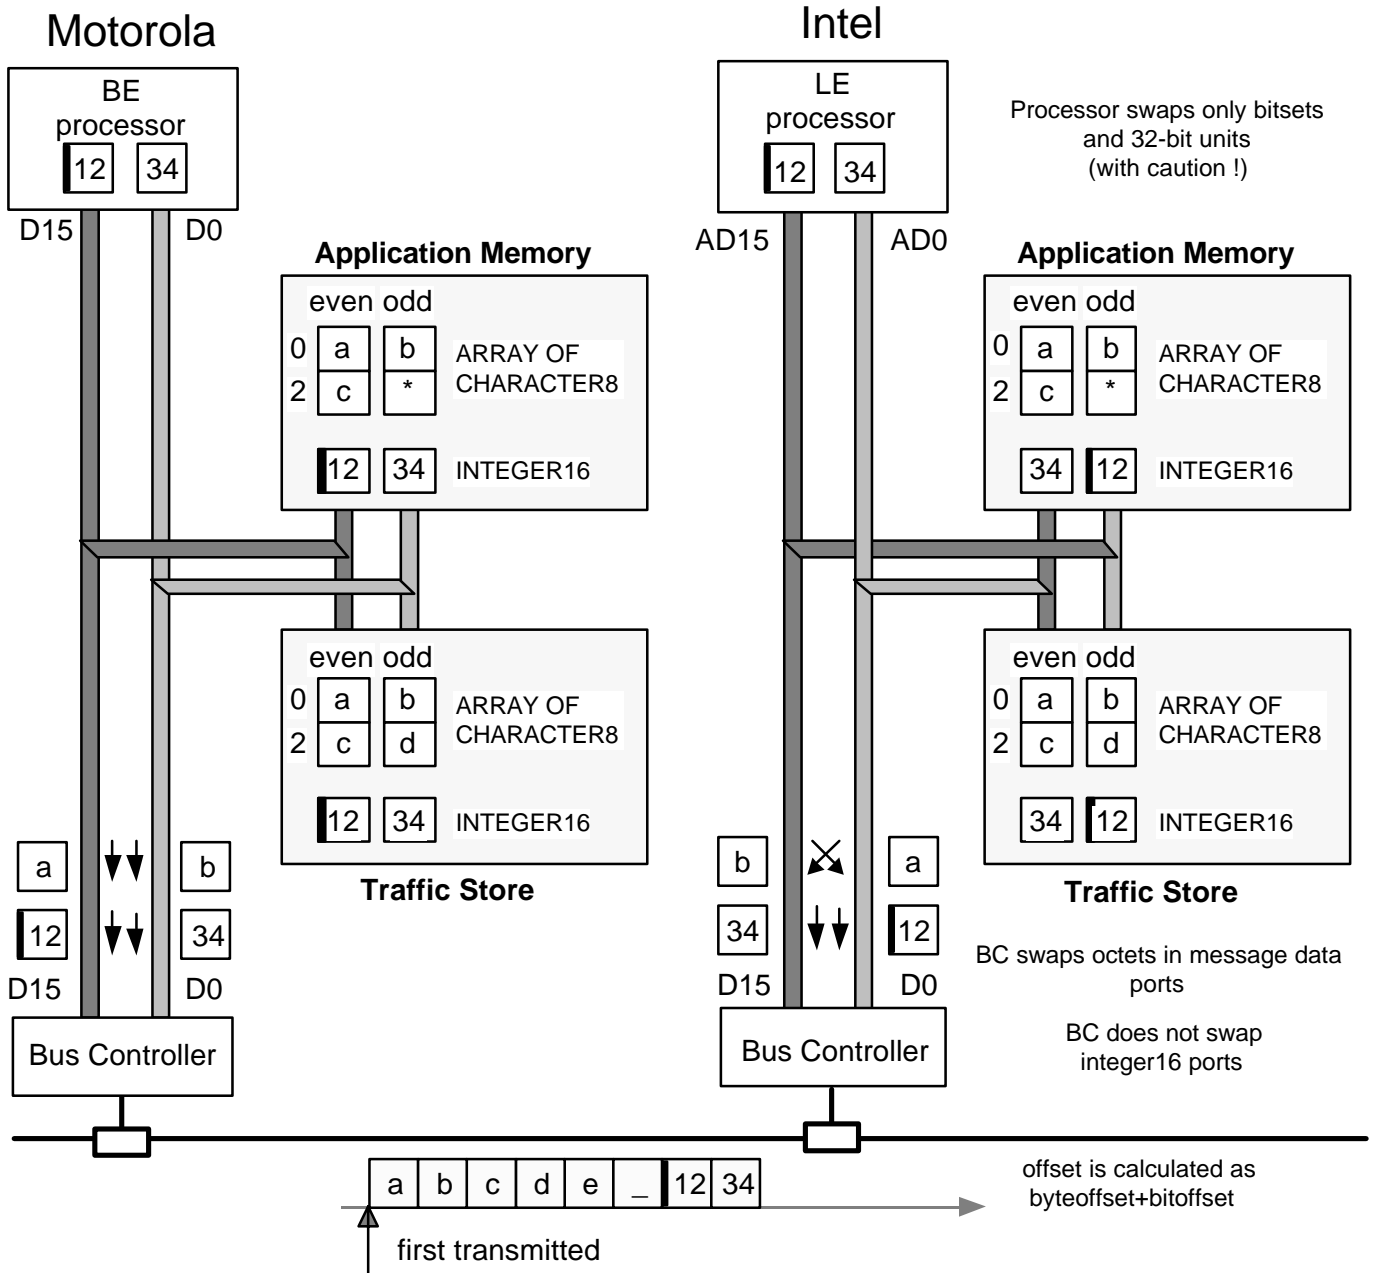 Motorola
BE
processor
12 34
D15 D0
Application Memory
even odd
0 a b
2 c *
ARRAY OF
CHARACTER8
12 34 INTEGER16
even odd
0 a b
2 c d
ARRAY OF
CHARACTER8
12 34 INTEGER16
Traffic Store
a b
12 34
D15 D0
Bus Controller
Intel
LE
processor
12 34
AD15 AD0
Processor swaps only bitsets
and 32-bit units
(with caution !)
Application Memory
even odd
0 a b
2 c *
ARRAY OF
CHARACTER8
34 12 INTEGER16
even odd
0 a b
2 c d
ARRAY OF
CHARACTER8
34 12 INTEGER16
Traffic Store
b a
34 12
D15 D0
BC swaps octets in message data
ports
BC does not swap
integer16 ports
Bus Controller
a b c d e _ 12 34
first transmitted
offset is calculated as
byteoffset+bitoffset